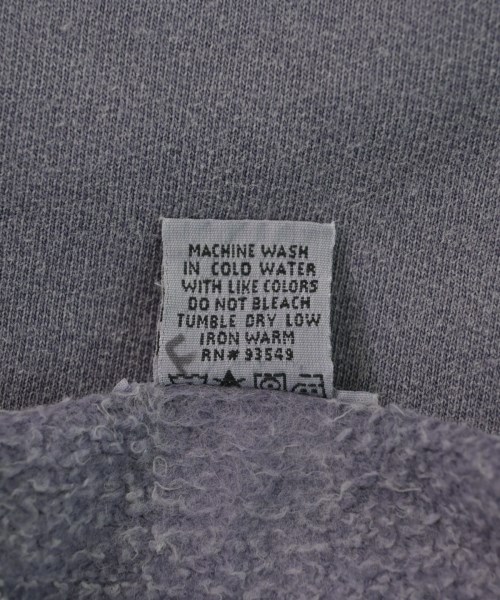 MACHINE WASH
IN COLD WATER
WITH LIKE COLORS
DO NOT BLEACH
TUMBLE DRY LOW
IRON WARM
RN# 93549
F